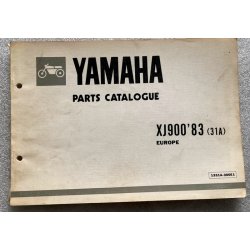 YAMAHA
PARTS CATALOGUE
XJ900'83 (31A)
EUROPE